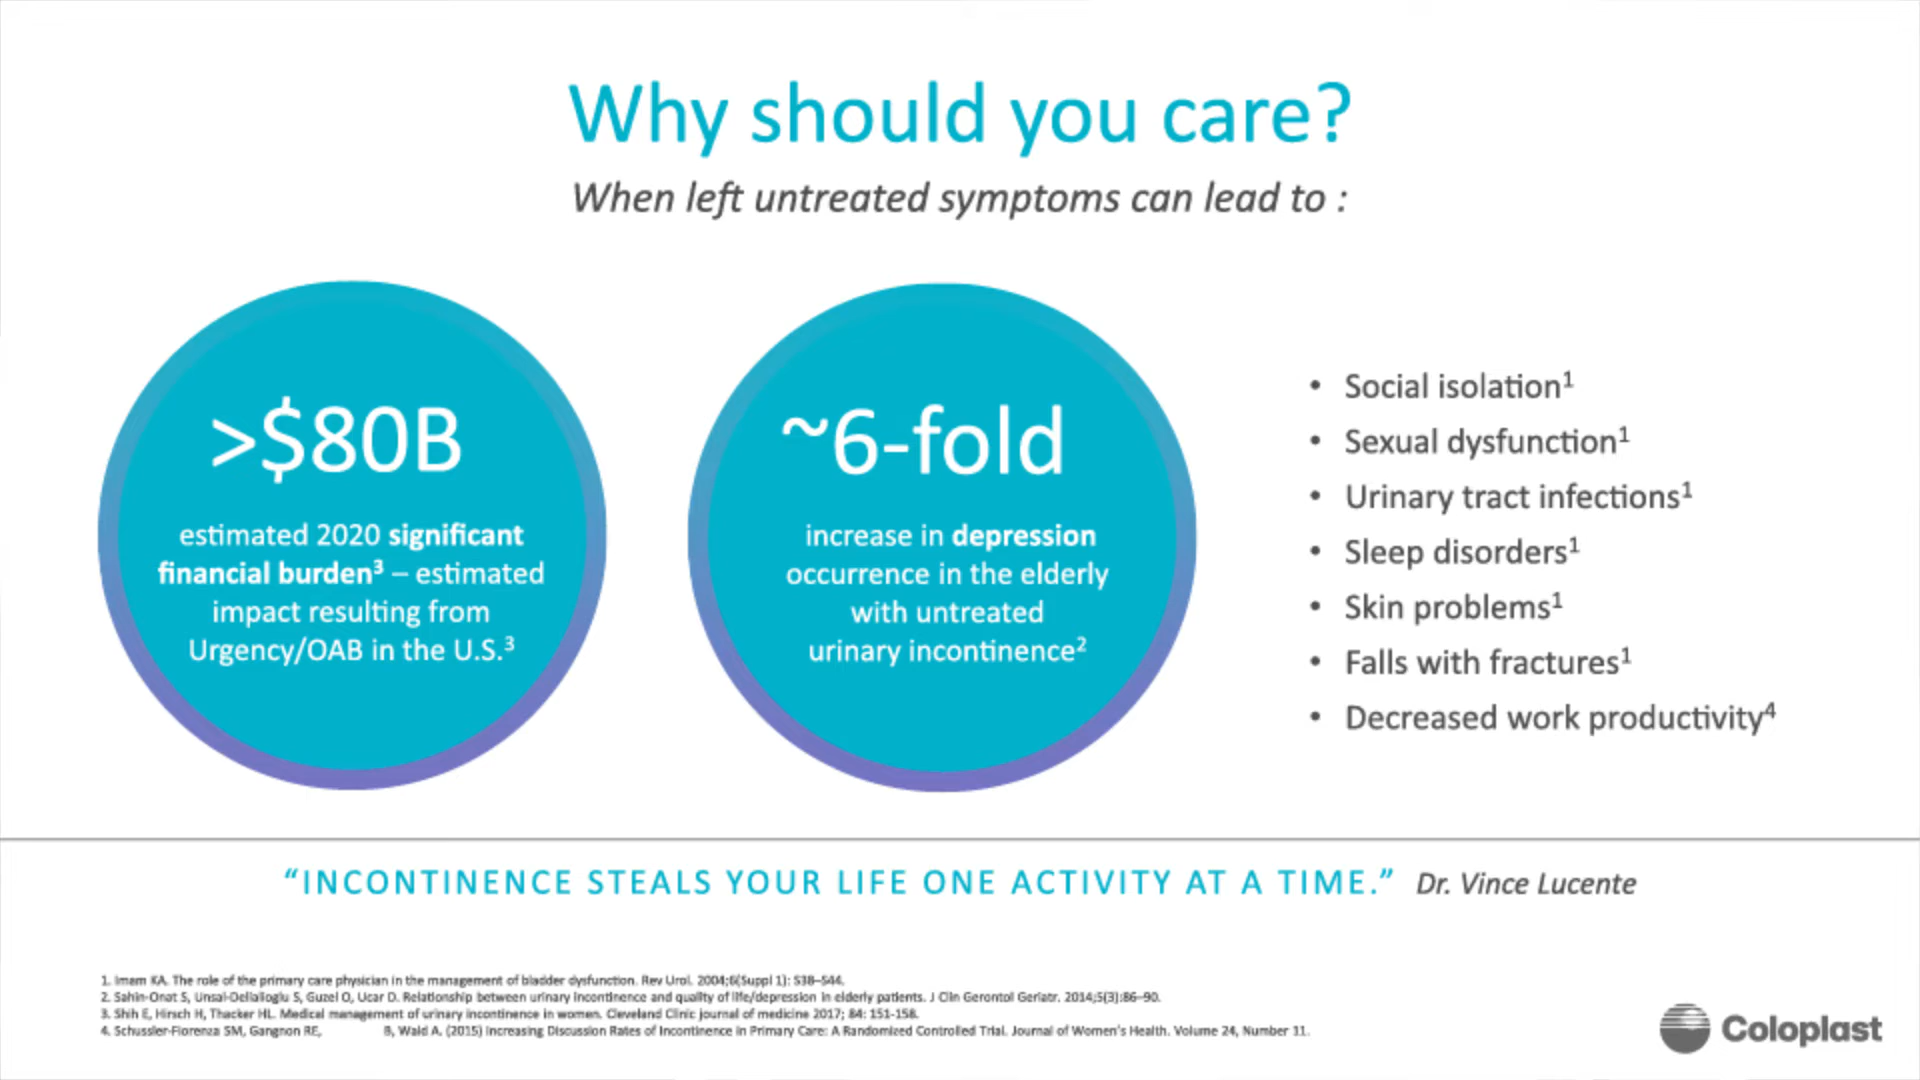 Why should you care?
When left untreated symptoms can lead to :
>$80B
estimated 2020 significant
financial burden³ – estimated
impact resulting from
Urgency/OAB in the U.S.³
~6-fold
increase in depression
occurrence in the elderly
with untreated
urinary incontinence²
• Social isolation¹
• Sexual dysfunction¹
• Urinary tract infections¹
• Sleep disorders¹
• Skin problems¹
• Falls with fractures¹
• Decreased work productivity⁴
“INCONTINENCE STEALS YOUR LIFE ONE ACTIVITY AT A TIME.” Dr. Vince Lucente
1. Imam KA. The role of the primary care physician in the management of bladder dysfunction. Rev Urol. 2004;6(Suppl 1): S38–S44.
2. Sahin-Onat S, Unsal-Delialioglu S, Guzel O, Ucar D. Relationship between urinary incontinence and quality of life/depression in elderly patients. J Clin Gerontol Geriatr. 2014;5(3):86–90.
3. Shih E, Hirsch H, Thacker HL. Medical management of urinary incontinence in women. Cleveland Clinic journal of medicine 2017; 84: 151-158.
4. Schussler-Fiorenza SM, Gangnon RE, B, Wald A. (2015) Increasing Discussion Rates of Incontinence in Primary Care: A Randomized Controlled Trial. Journal of Women's Health. Volume 24, Number 11.
Coloplast